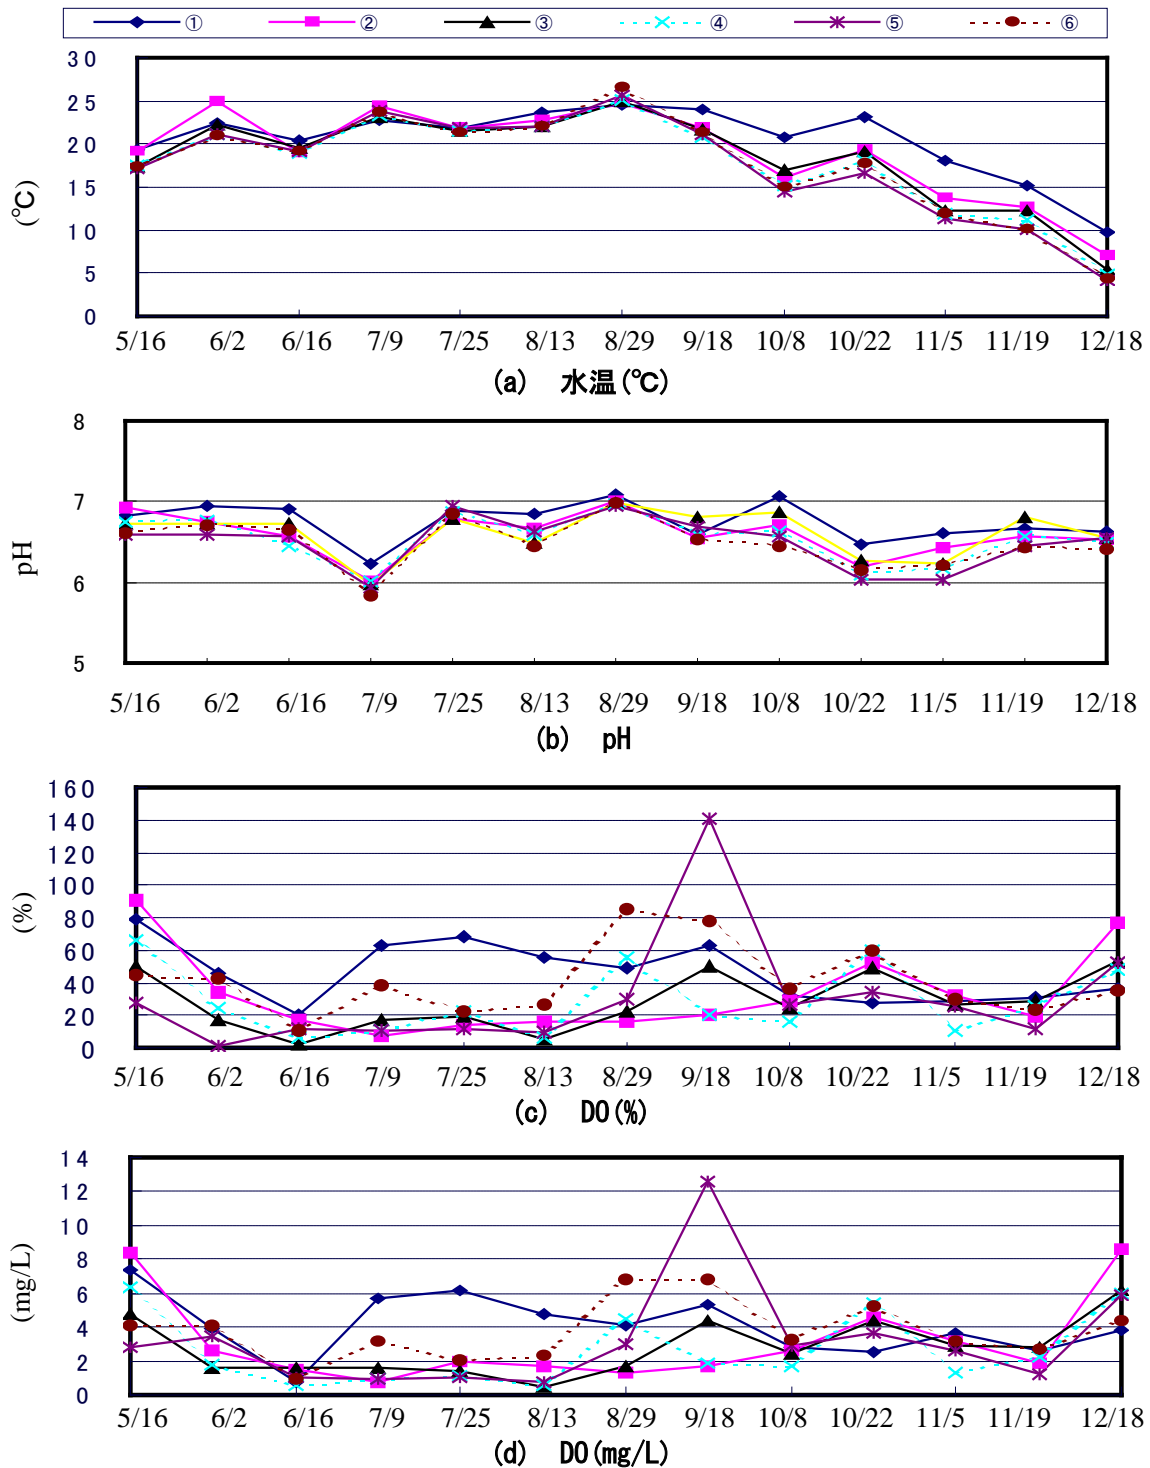 ① ② ③ ④ ⑤ ⑥
30
25
20
15
10
5
0
(℃)
5/16 6/2 6/16 7/9 7/25 8/13 8/29 9/18 10/8 10/22 11/5 11/19 12/18
(a) 水温(℃)
8
7
6
5
pH
5/16 6/2 6/16 7/9 7/25 8/13 8/29 9/18 10/8 10/22 11/5 11/19 12/18
(b) pH
160
140
120
100
80
60
40
20
0
(%)
5/16 6/2 6/16 7/9 7/25 8/13 8/29 9/18 10/8 10/22 11/5 11/19 12/18
(c) DO(%)
14
12
10
8
6
4
2
0
(mg/L)
5/16 6/2 6/16 7/9 7/25 8/13 8/29 9/18 10/8 10/22 11/5 11/19 12/18
(d) DO(mg/L)